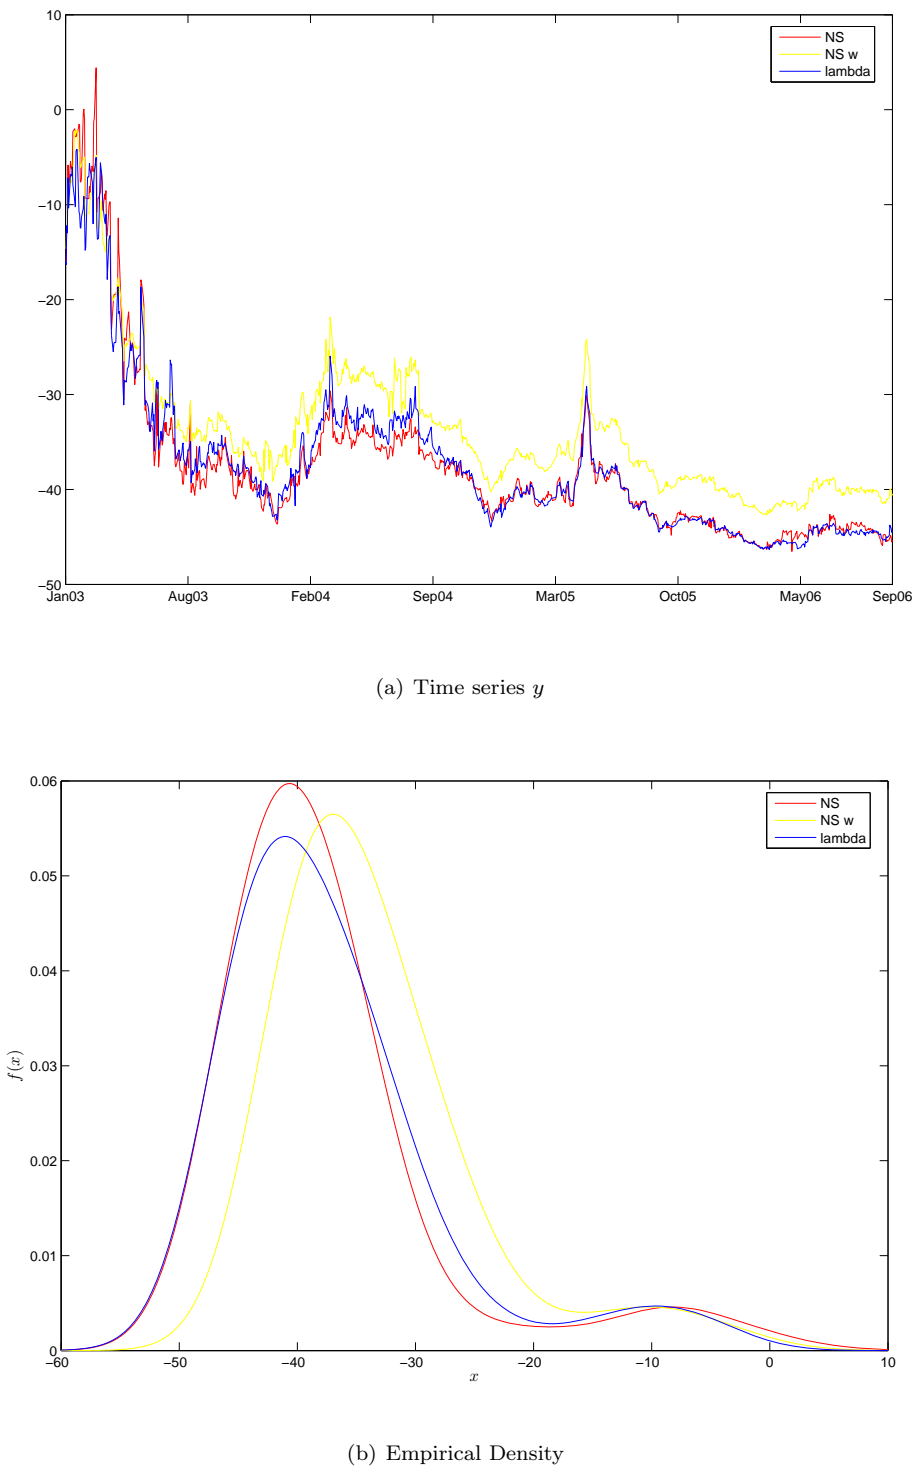 10
0
−10
−20
−30
−40
−50
Jan03 Aug03 Feb04 Sep04 Mar05 Oct05 May06 Sep06
NS
NS w
lambda
(a) Time series y
0.06
0.05
0.04
0.03
0.02
0.01
0
f(x)
−60 −50 −40 −30 −20 −10 0 10
x
NS
NS w
lambda
(b) Empirical Density